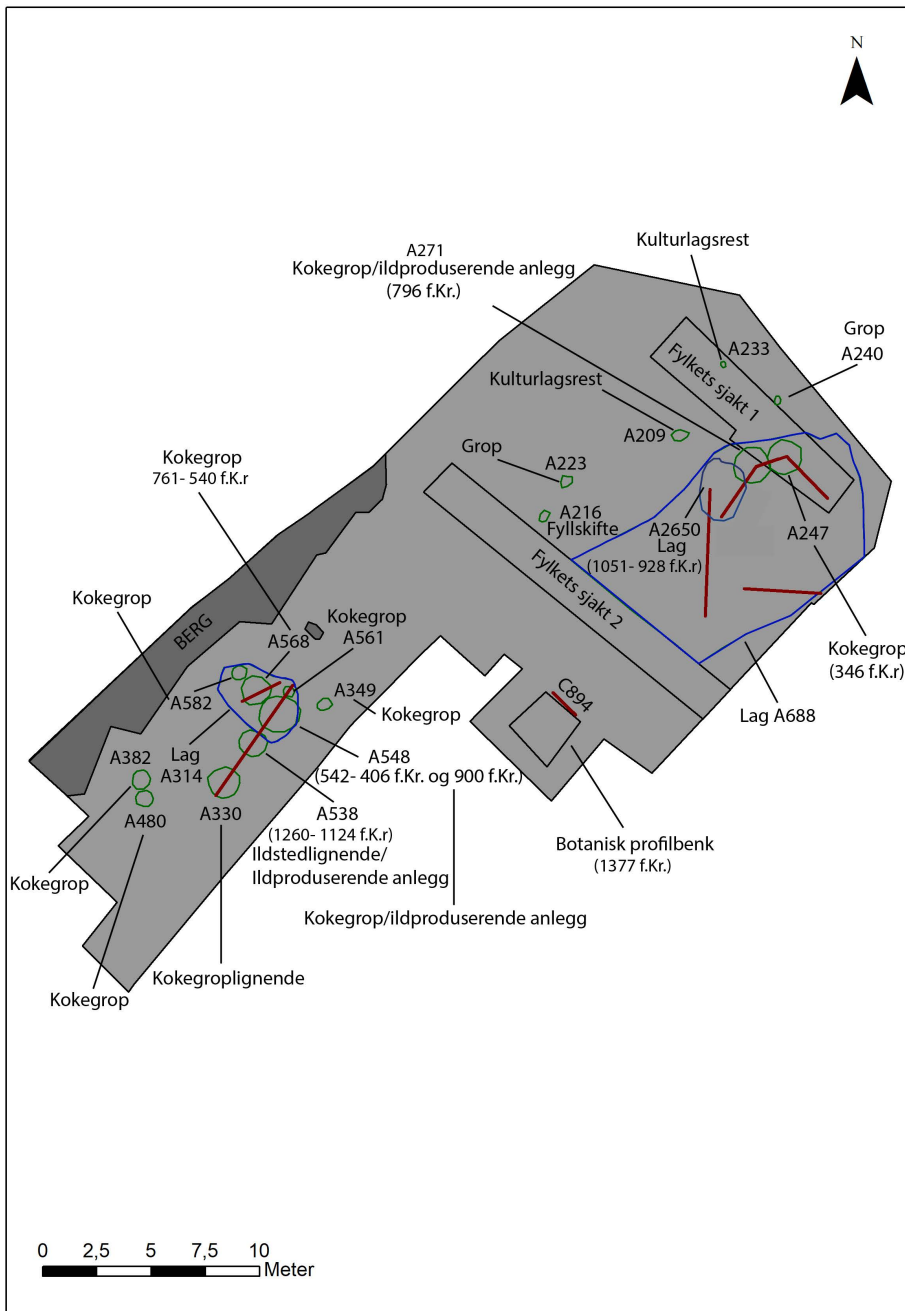 N
Kulturlagsrest
A271
Kokegrop/ildproduserende anlegg
(796 f.Kr.)
Grop
A240
A233
Fylkets sjakt 1
Kulturlagsrest
A209
Kokegrop
761- 540 f.K.r
Grop
A223
A216
Fyllskifte
A2650
Lag
(1051- 928 f.K.r)
A247
Fylkets sjakt 2
Kokegrop
BERG
Kokegrop
A561
A568
Kokegrop
(346 f.K.r)
A582
A349
Kokegrop
C894
Lag A688
Lag
A314
A382
A548
(542- 406 f.Kr. og 900 f.Kr.)
A480
A330
A538
(1260- 1124 f.K.r)
Ildstedlignende/
Ildproduserende anlegg
Botanisk profilbenk
(1377 f.Kr.)
Kokegrop
Kokegrop/ildproduserende anlegg
Kokegroplignende
Kokegrop
0 2,5 5 7,5 10
Meter